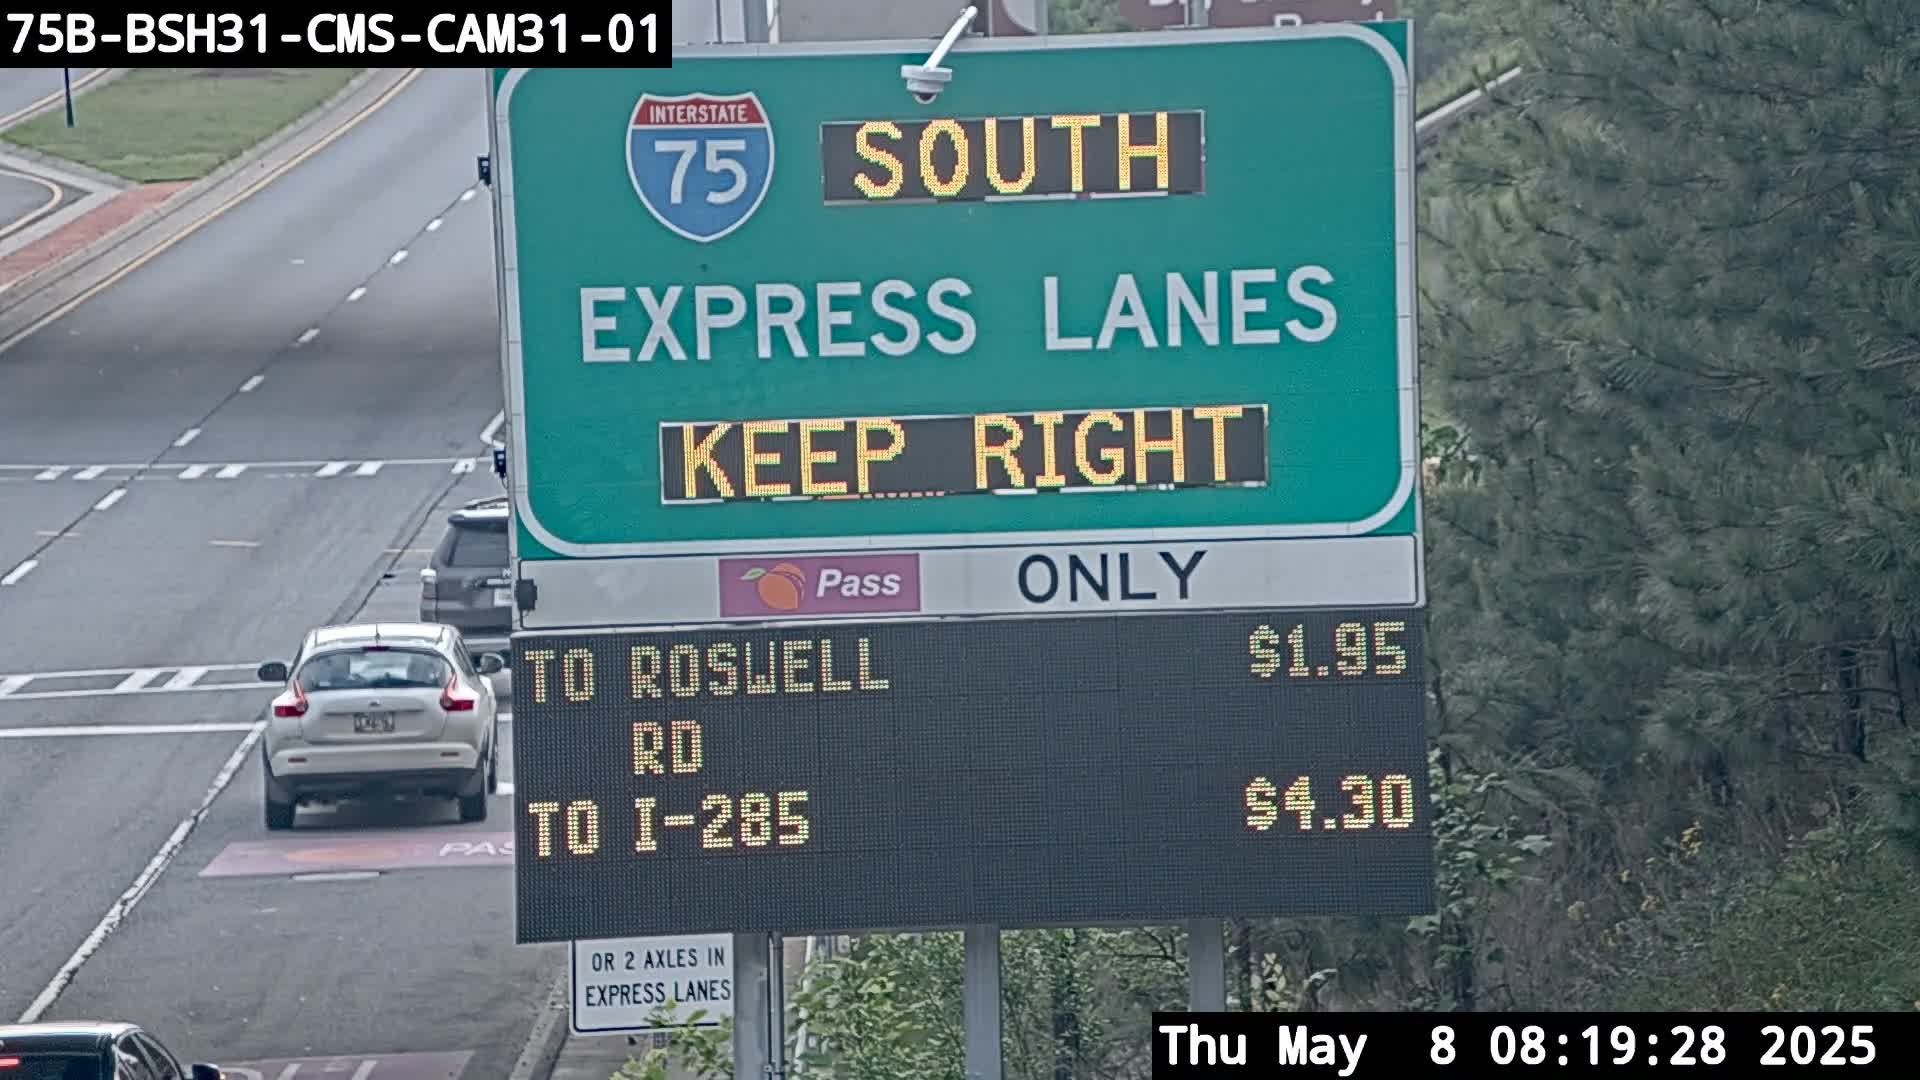 75B-BSH31-CMS-CAM31-01
INTERSTATE
75
SOUTH
EXPRESS LANES
KEEP RIGHT
Pass
ONLY
TO ROSWELL $1.95
RD
TO I-285 $4.30
OR 2 AXLES IN
EXPRESS LANES
Thu May 8 08:19:28 2025